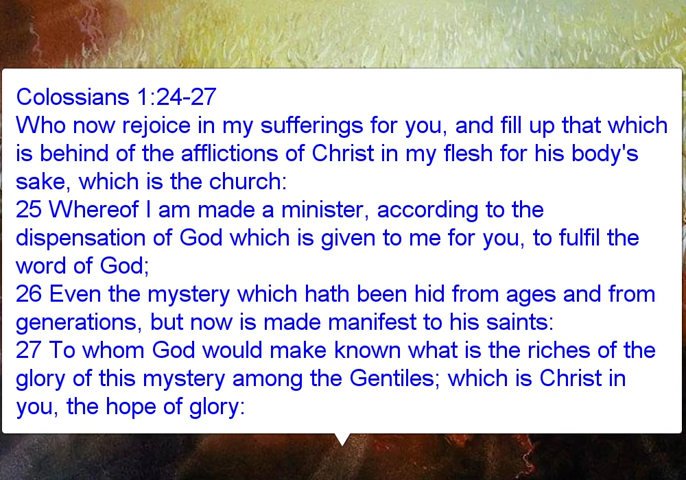 Colossians 1:24-27
Who now rejoice in my sufferings for you, and fill up that which
is behind of the afflictions of Christ in my flesh for his body's
sake, which is the church:
25 Whereof I am made a minister, according to the
dispensation of God which is given to me for you, to fulfil the
word of God;
26 Even the mystery which hath been hid from ages and from
generations, but now is made manifest to his saints:
27 To whom God would make known what is the riches of the
glory of this mystery among the Gentiles; which is Christ in
you, the hope of glory: